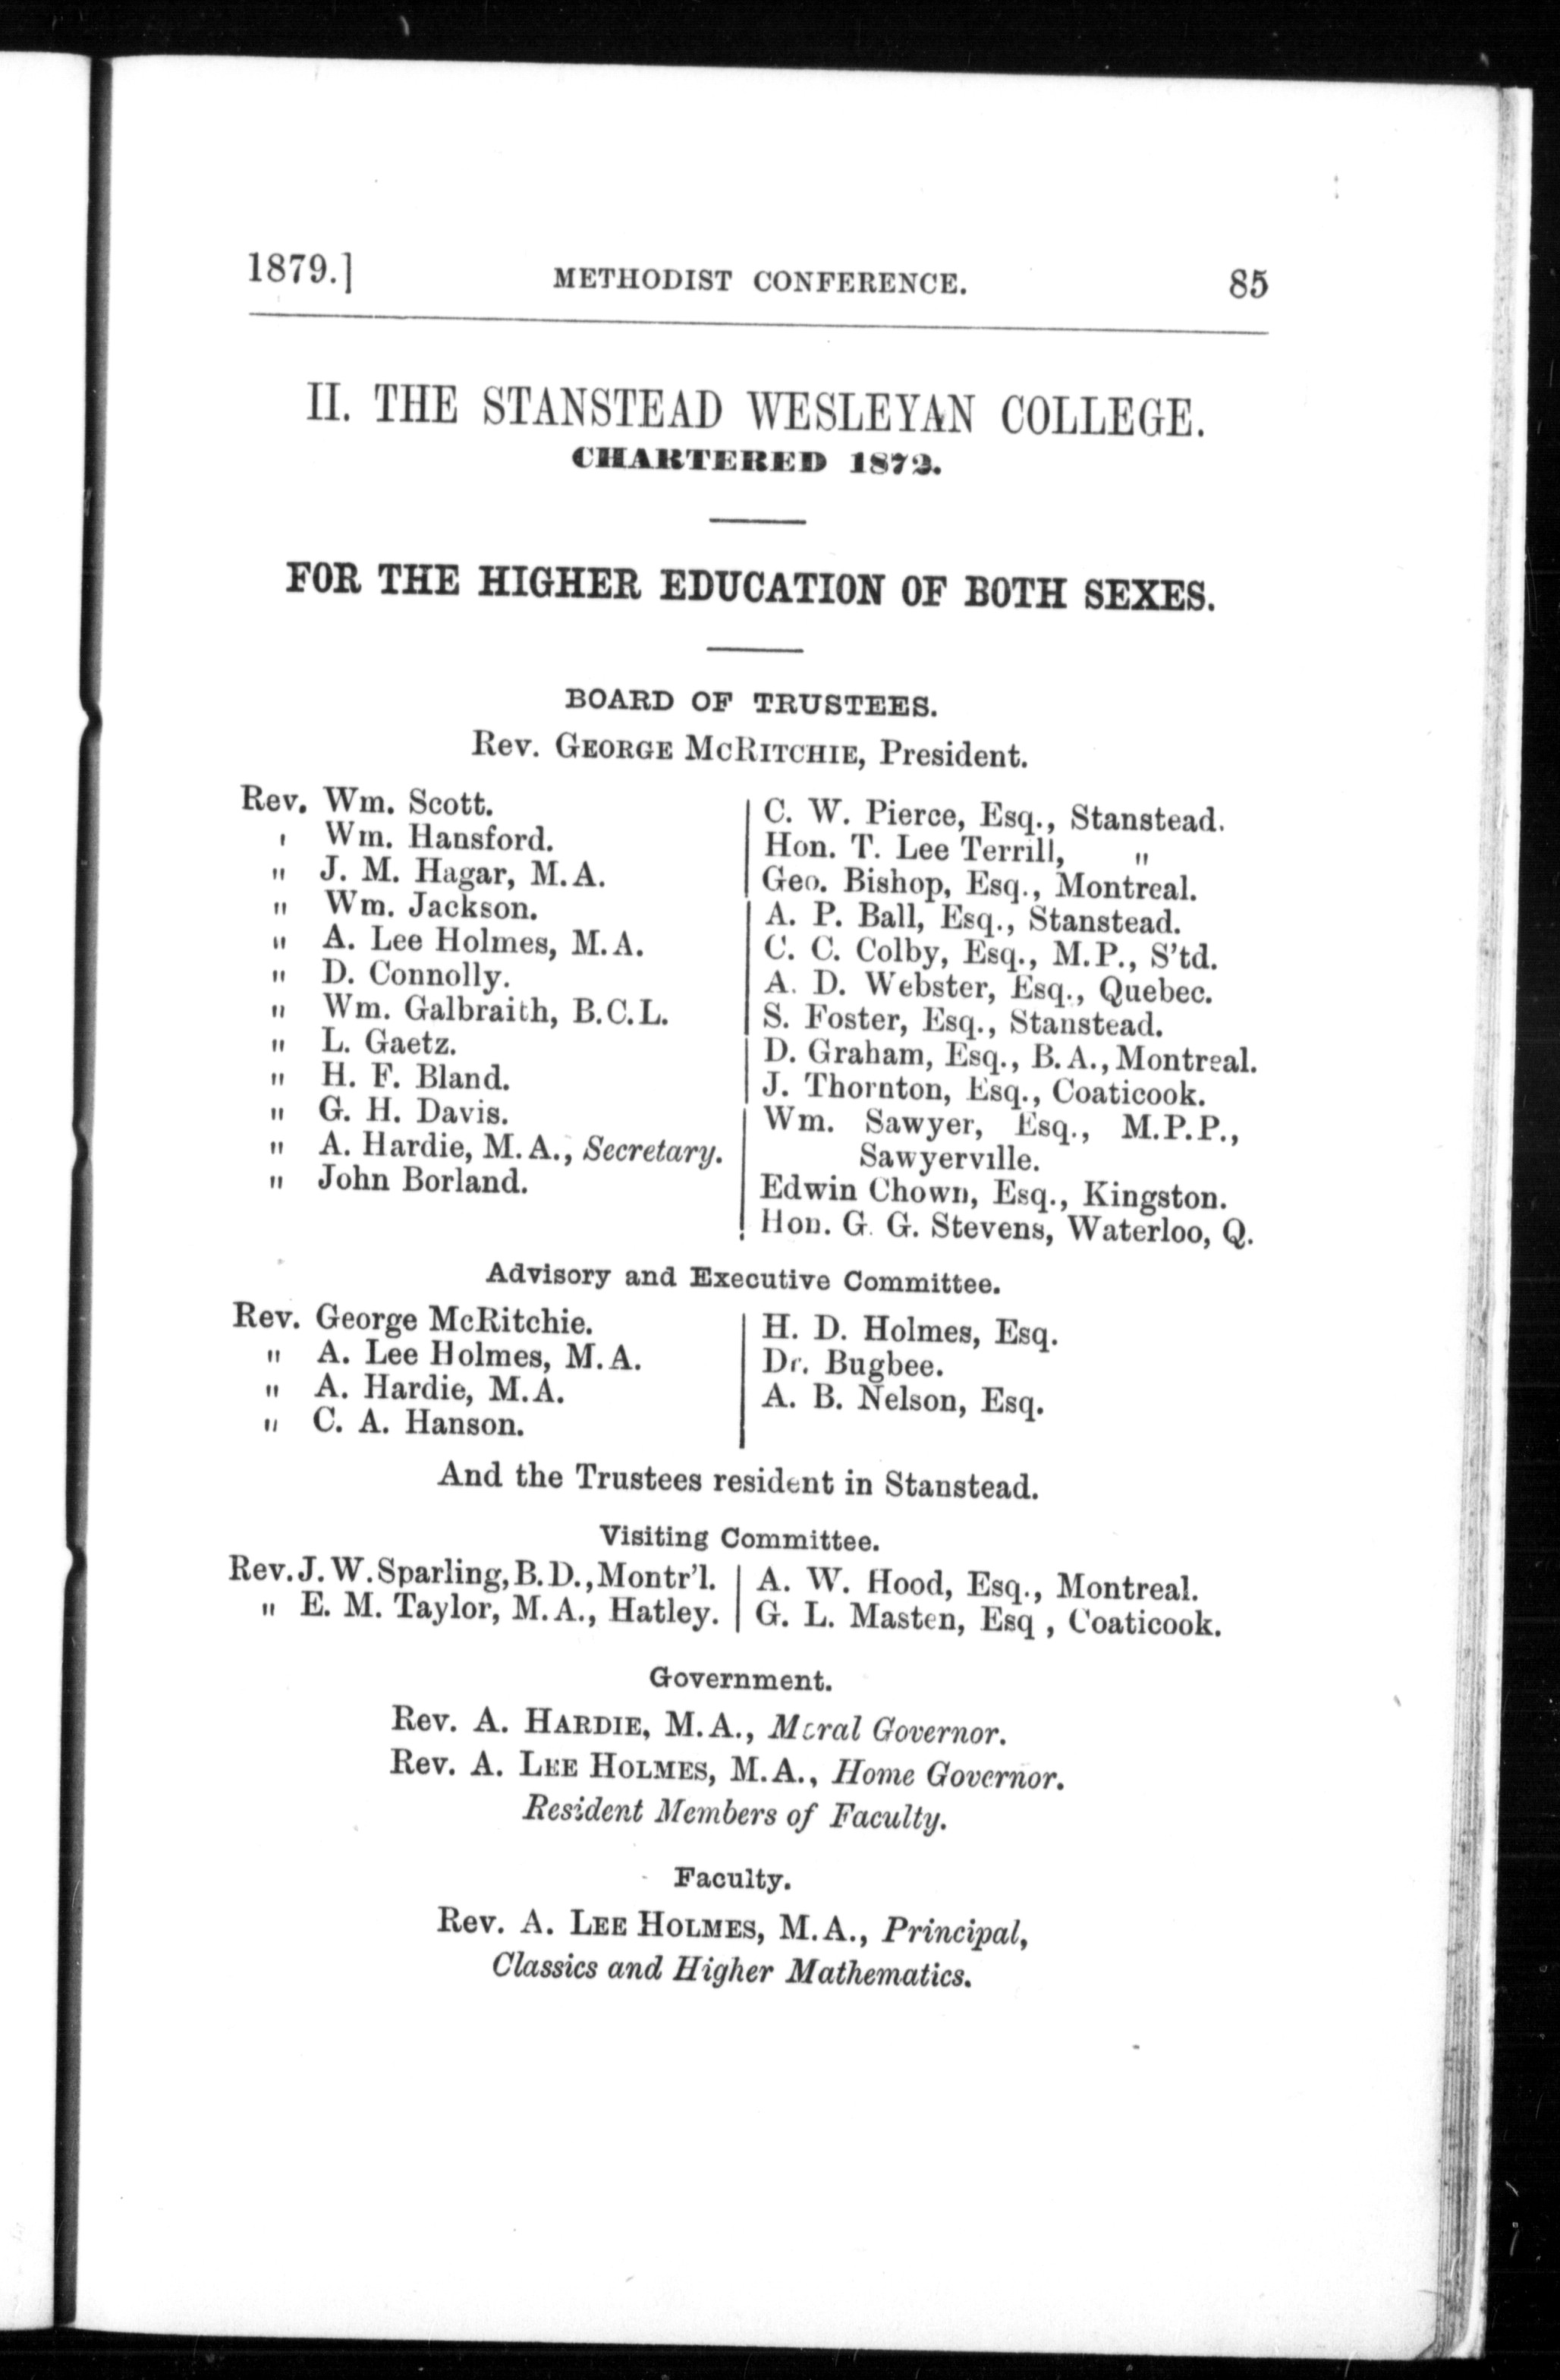 1879.] METHODIST CONFERENCE. 85
II. THE STANSTEAD WESLEYAN COLLEGE.
CHARTERED 1872.
FOR THE HIGHER EDUCATION OF BOTH SEXES.
BOARD OF TRUSTEES.
Rev. GEORGE MCRITCHIE, President.
Rev. Wm. Scott.
' Wm. Hansford.
" J. M. Hagar, M.A.
" Wm. Jackson.
" A. Lee Holmes, M.A.
" D. Connolly.
" Wm. Galbraith, B.C.L.
" L. Gaetz.
" H. F. Bland.
" G. H. Davis.
" A. Hardie, M.A., Secretary.
" John Borland.
C. W. Pierce, Esq., Stanstead.
Hon. T. Lee Terrill, "
Geo. Bishop, Esq., Montreal.
A. P. Ball, Esq., Stanstead.
C. C. Colby, Esq., M.P., S'td.
A. D. Webster, Esq., Quebec.
S. Foster, Esq., Stanstead.
D. Graham, Esq., B.A., Montreal.
J. Thornton, Esq., Coaticook.
Wm. Sawyer, Esq., M.P.P.,
Sawyerville.
Edwin Chown, Esq., Kingston.
Hon. G. G. Stevens, Waterloo, Q.
Advisory and Executive Committee.
Rev. George McRitchie.
" A. Lee Holmes, M.A.
" A. Hardie, M.A.
" C. A. Hanson.
H. D. Holmes, Esq.
Dr. Bugbee.
A. B. Nelson, Esq.
And the Trustees resident in Stanstead.
Visiting Committee.
Rev. J. W. Sparling, B.D., Montr'l.
" E. M. Taylor, M.A., Hatley.
A. W. Hood, Esq., Montreal.
G. L. Masten, Esq , Coaticook.
Government.
Rev. A. HARDIE, M.A., Moral Governor.
Rev. A. LEE HOLMES, M.A., Home Governor.
Resident Members of Faculty.
Faculty.
Rev. A. LEE HOLMES, M.A., Principal,
Classics and Higher Mathematics.